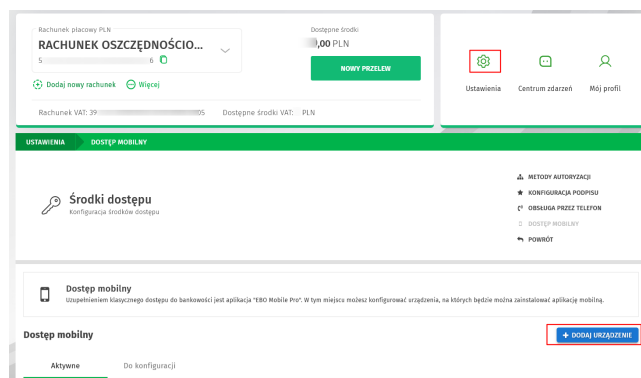 Rachunek płacowy PLN
RACHUNEK OSZCZĘDNOŚCIO...
5 6
Dodaj nowy rachunek Więcej
Dostępne środki
,00 PLN
NOWY PRZELEW
Rachunek VAT: 39 05 Dostępne środki VAT: PLN
Ustawienia Centrum zdarzeń Mój profil
USTAWIENIA DOSTĘP MOBILNY
Środki dostępu
Konfiguracja środków dostępu
METODY AUTORYZACJI
KONFIGURACJA PODPISU
OBSŁUGA PRZEZ TELEFON
DOSTĘP MOBILNY
POWRÓT
Dostęp mobilny
Uzupełnieniem klasycznego dostępu do bankowości jest aplikacja "EBO Mobile Pro". W tym miejscu możesz konfigurować urządzenia, na których będzie można zainstalować aplikację mobilną.
Dostęp mobilny
+ DODAJ URZĄDZENIE
Aktywne Do konfiguracji